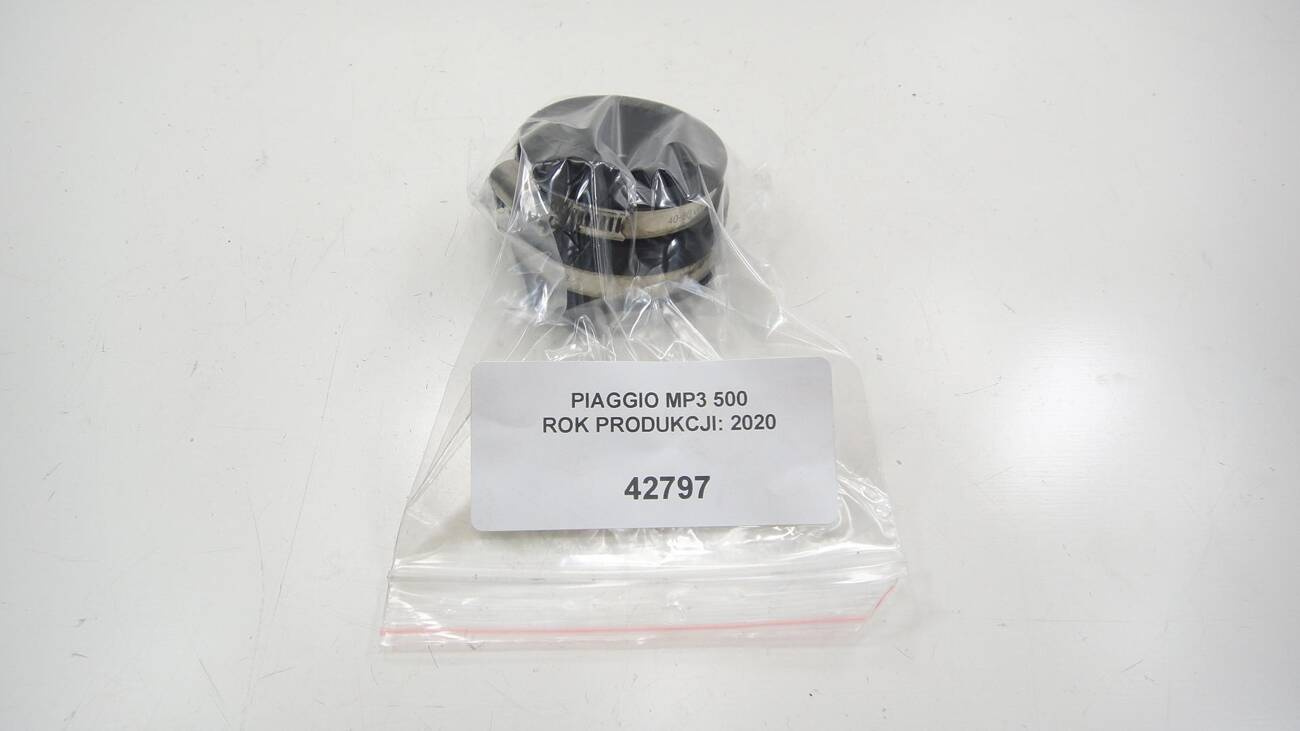 PIAGGIO MP3 500
ROK PRODUKCJI: 2020
42797